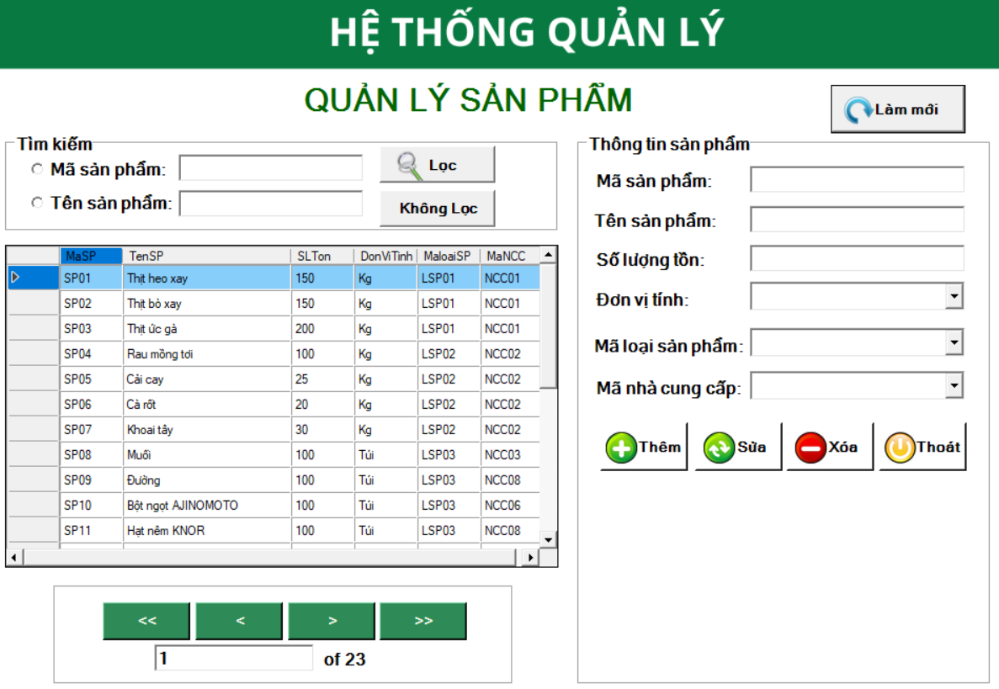 HỆ THỐNG QUẢN LÝ
QUẢN LÝ SẢN PHẨM
Làm mới
Tìm kiếm
Mã sản phẩm:
Lọc
Tên sản phẩm:
Không Lọc
MaSP TenSP SLTon DonViTinh MaloaiSP MaNCC
SP01 Thịt heo xay 150 Kg LSP01 NCC01
SP02 Thịt bò xay 150 Kg LSP01 NCC01
SP03 Thịt ức gà 200 Kg LSP01 NCC01
SP04 Rau mồng tơi 100 Kg LSP02 NCC02
SP05 Cải cay 25 Kg LSP02 NCC02
SP06 Cà rốt 20 Kg LSP02 NCC02
SP07 Khoai tây 30 Kg LSP02 NCC02
SP08 Muối 100 Túi LSP03 NCC03
SP09 Đường 100 Túi LSP03 NCC08
SP10 Bột ngọt AJINOMOTO 100 Túi LSP03 NCC06
SP11 Hạt nêm KNOR 100 Túi LSP03 NCC08
<< < > >>
1 of 23
Thông tin sản phẩm
Mã sản phẩm:
Tên sản phẩm:
Số lượng tồn:
Đơn vị tính:
Mã loại sản phẩm:
Mã nhà cung cấp:
Thêm Sửa Xóa Thoát